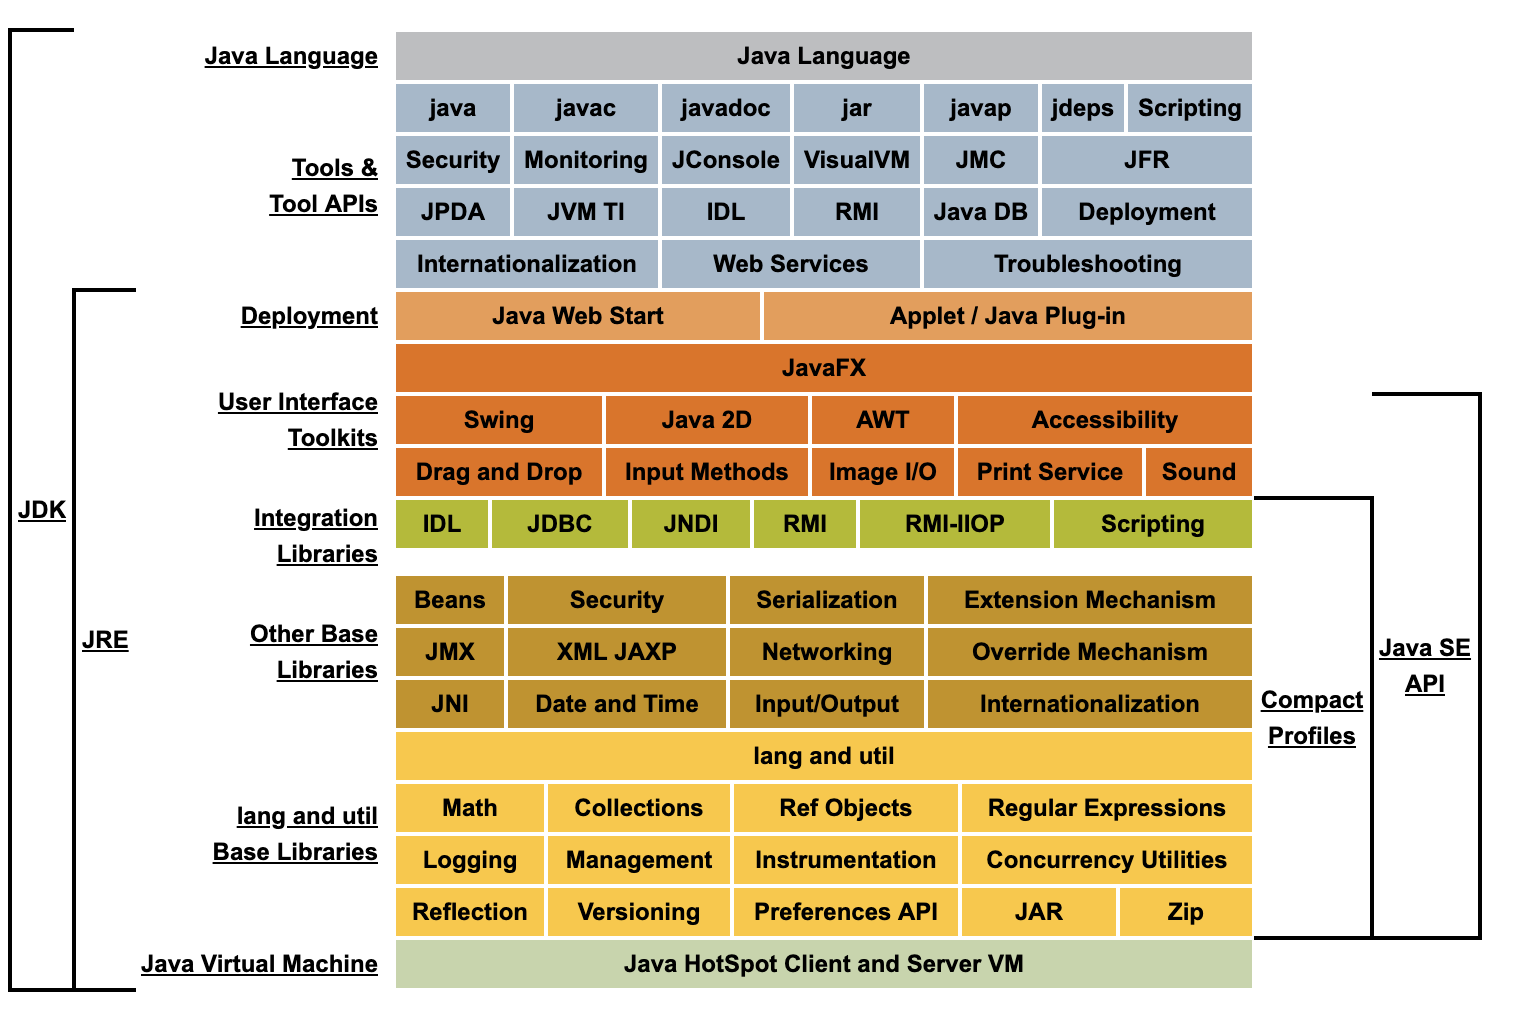 Java Language
Java Language
java javac javadoc jar javap jdeps Scripting
Tools &
Tool APIs
Security Monitoring JConsole VisualVM JMC JFR
JPDA JVM TI IDL RMI Java DB Deployment
Internationalization Web Services Troubleshooting
Deployment
Java Web Start Applet / Java Plug-in
JavaFX
User Interface
Toolkits
Swing Java 2D AWT Accessibility
Drag and Drop Input Methods Image I/O Print Service Sound
JDK
Integration
Libraries
IDL JDBC JNDI RMI RMI-IIOP Scripting
Beans Security Serialization Extension Mechanism
JRE
Other Base
Libraries
JMX XML JAXP Networking Override Mechanism
JNI Date and Time Input/Output Internationalization
Java SE
API
Compact
Profiles
lang and util
lang and util
Base Libraries
Math Collections Ref Objects Regular Expressions
Logging Management Instrumentation Concurrency Utilities
Reflection Versioning Preferences API JAR Zip
Java Virtual Machine
Java HotSpot Client and Server VM